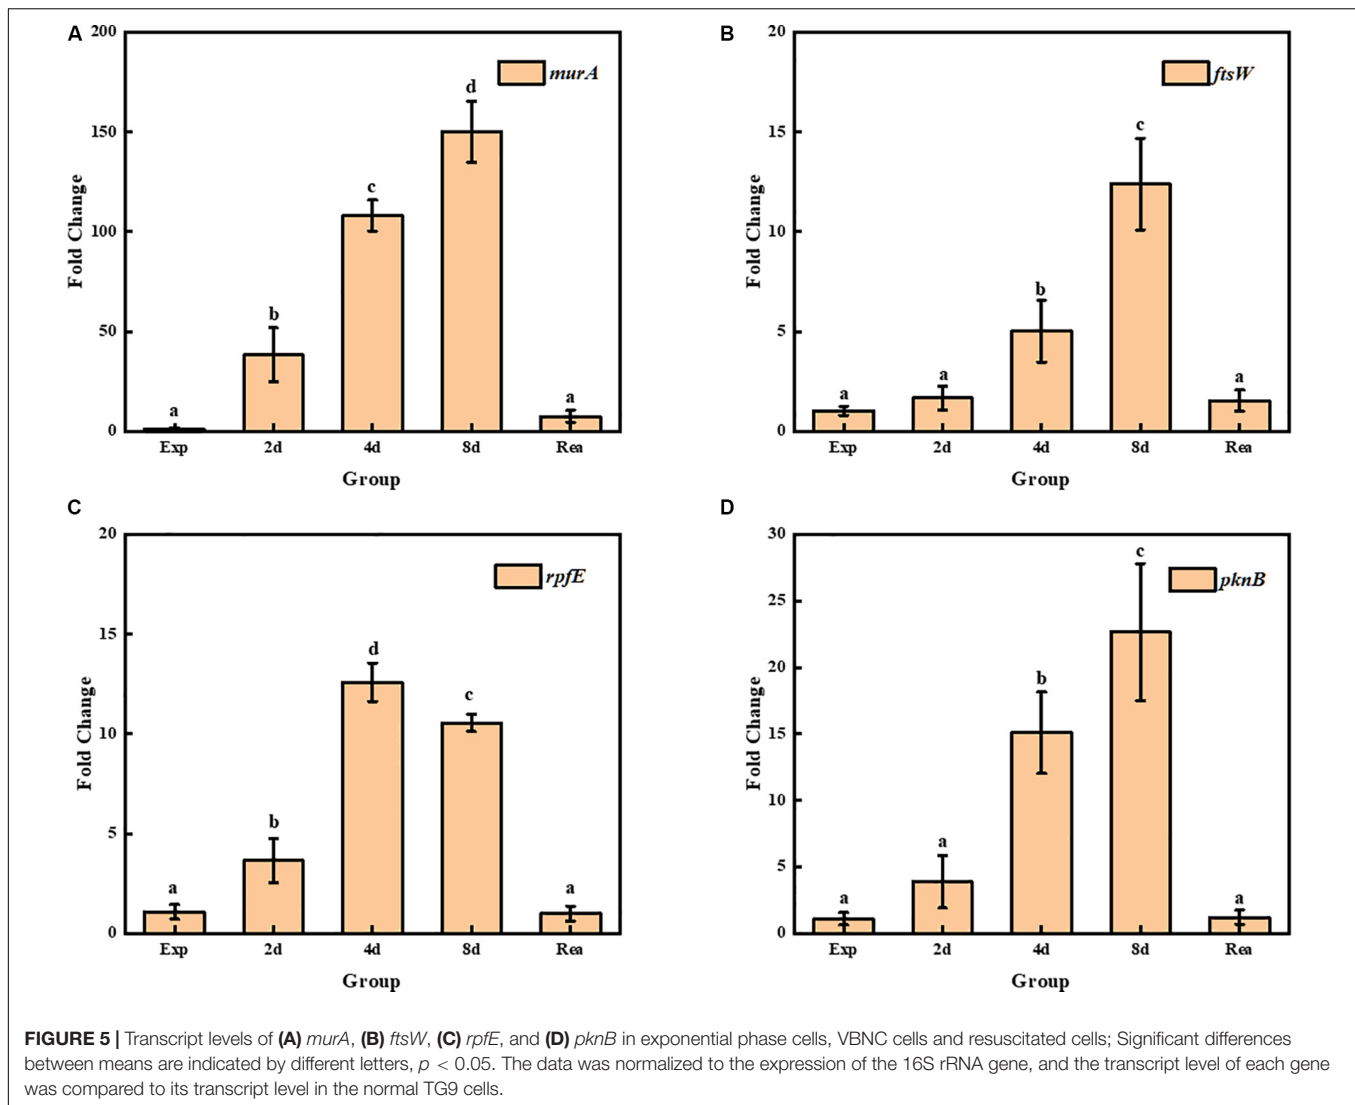 A
200
150
100
50
0
Fold Change
murA
a
b
c
d
a
Exp 2d 4d 8d Rea
Group
B
20
15
10
5
0
Fold Change
ftsW
a
a
b
c
a
Exp 2d 4d 8d Rea
Group
C
20
15
10
5
0
Fold Change
rpfE
a
b
d
c
a
Exp 2d 4d 8d Rea
Group
D
30
25
20
15
10
5
0
Fold Change
pknB
a
a
b
c
a
Exp 2d 4d 8d Rea
Group
FIGURE 5 | Transcript levels of (A) murA, (B) ftsW, (C) rpfE, and (D) pknB in exponential phase cells, VBNC cells and resuscitated cells; Significant differences
between means are indicated by different letters, p < 0.05. The data was normalized to the expression of the 16S rRNA gene, and the transcript level of each gene
was compared to its transcript level in the normal TG9 cells.